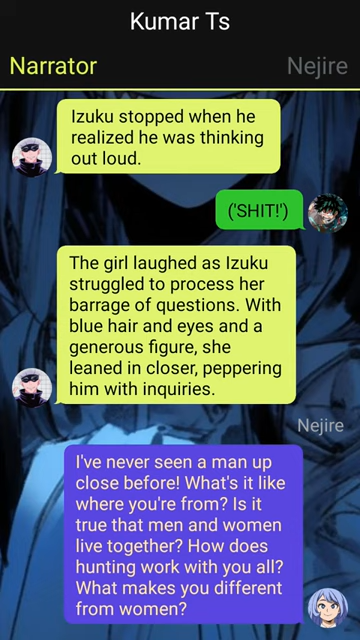 Kumar Ts
Narrator
Nejire
Izuku stopped when he
realized he was thinking
out loud.
('SHIT!')
The girl laughed as Izuku
struggled to process her
barrage of questions. With
blue hair and eyes and a
generous figure, she
leaned in closer, peppering
him with inquiries.
Nejire
I've never seen a man up
close before! What's it like
where you're from? Is it
true that men and women
live together? How does
hunting work with you all?
What makes you different
from women?